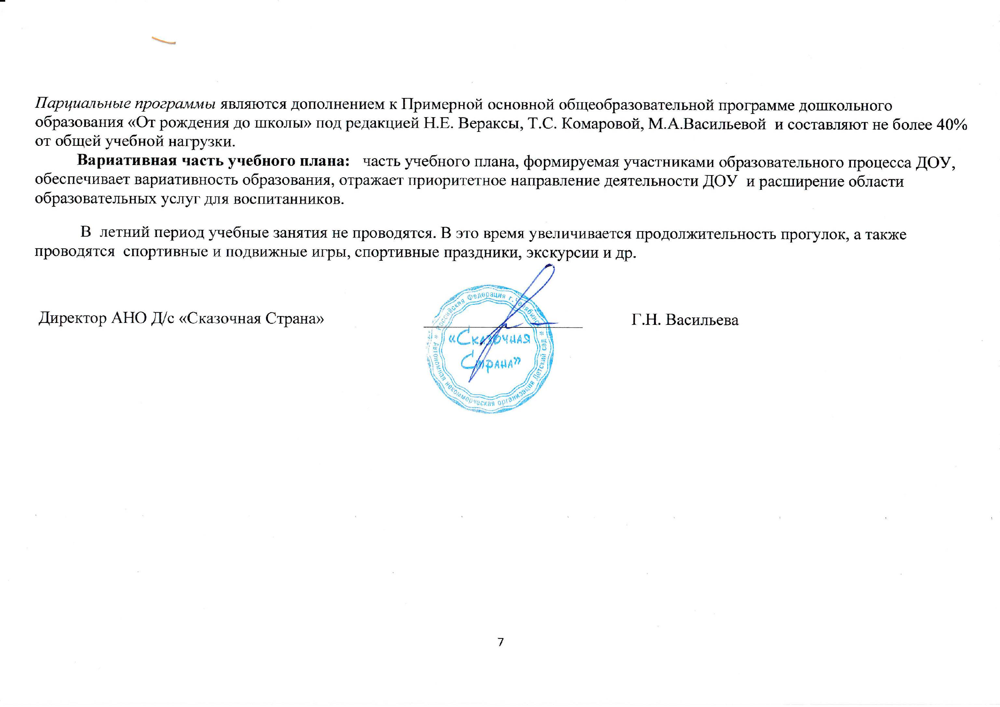 Парциальные программы являются дополнением к Примерной основной общеобразовательной программе дошкольного
образования «От рождения до школы» под редакцией Н.Е. Вераксы, Т.С. Комаровой, М.А.Васильевой и составляют не более 40%
от общей учебной нагрузки.
Вариативная часть учебного плана: часть учебного плана, формируемая участниками образовательного процесса ДОУ,
обеспечивает вариативность образования, отражает приоритетное направление деятельности ДОУ и расширение области
образовательных услуг для воспитанников.
В летний период учебные занятия не проводятся. В это время увеличивается продолжительность прогулок, а также
проводятся спортивные и подвижные игры, спортивные праздники, экскурсии и др.
Директор АНО Д/с «Сказочная Страна» Г.Н. Васильева
Российская Федерация г. Челябинск
* Автономная некоммерческая организация Детский сад *
«Сказочная
Страна»
7